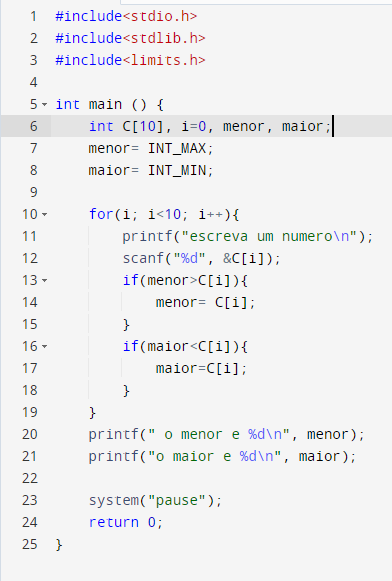 1 #include<stdio.h>
2 #include<stdlib.h>
3 #include<limits.h>
4
5 int main () {
6     int C[10], i=0, menor, maior;
7     menor= INT_MAX;
8     maior= INT_MIN;
9
10     for(i; i<10; i++){
11         printf("escreva um numero\n");
12         scanf("%d", &C[i]);
13         if(menor>C[i]){
14             menor= C[i];
15         }
16         if(maior<C[i]){
17             maior=C[i];
18         }
19     }
20     printf(" o menor e %d\n", menor);
21     printf("o maior e %d\n", maior);
22
23     system("pause");
24     return 0;
25 }